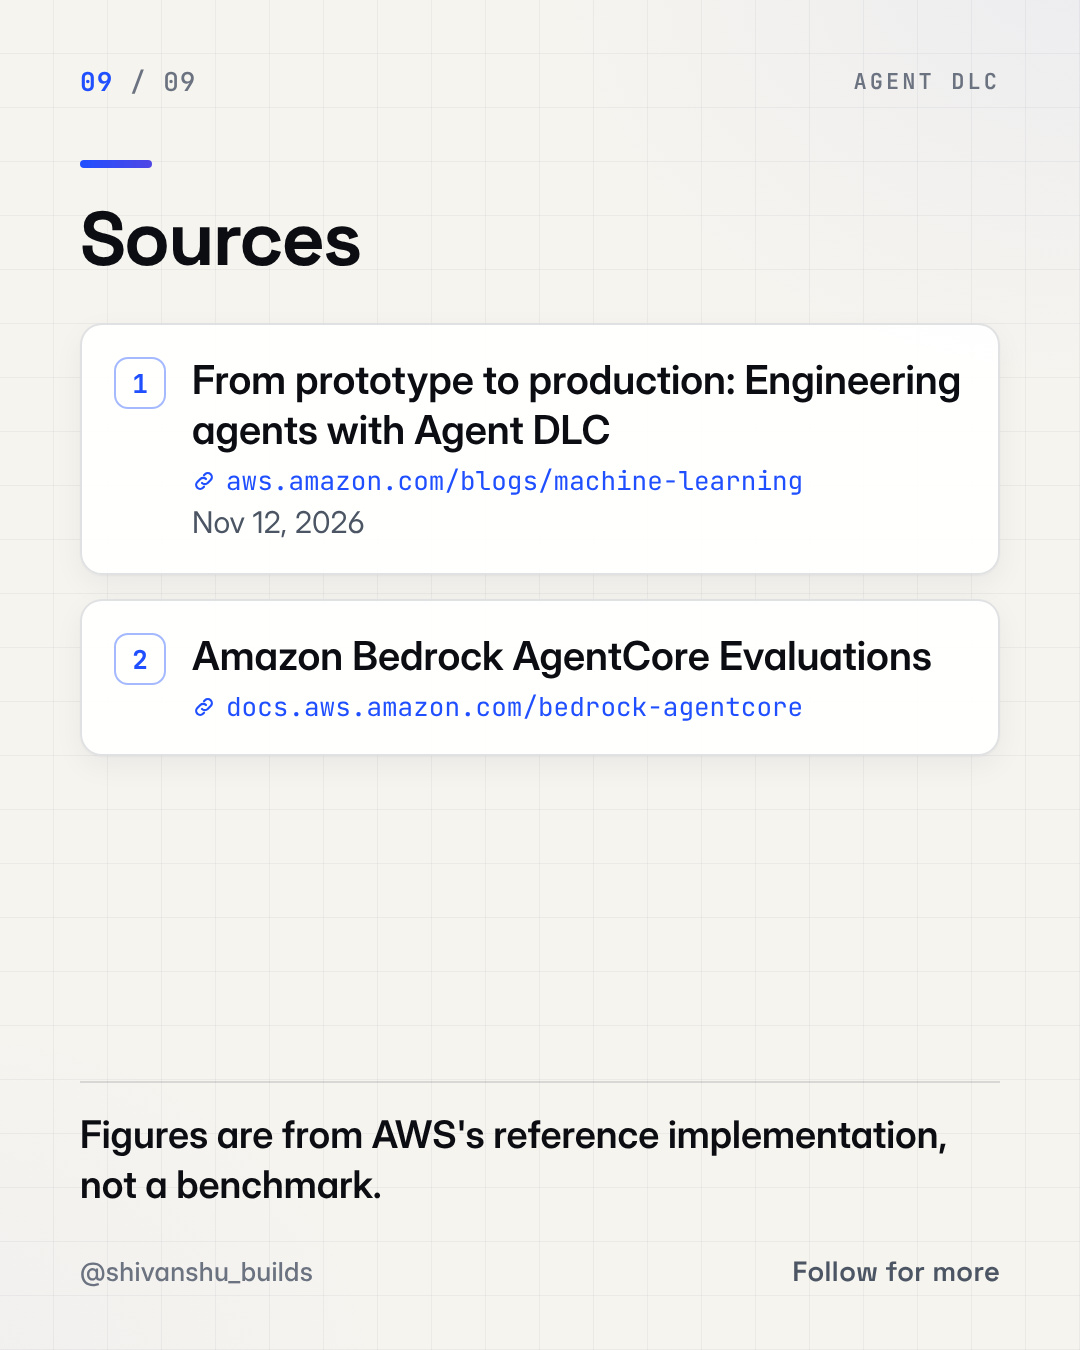 09 / 09
AGENT DLC
Sources
1
From prototype to production: Engineering
agents with Agent DLC
aws.amazon.com/blogs/machine-learning
Nov 12, 2026
2
Amazon Bedrock AgentCore Evaluations
docs.aws.amazon.com/bedrock-agentcore
Figures are from AWS's reference implementation,
not a benchmark.
@shivanshu_builds
Follow for more